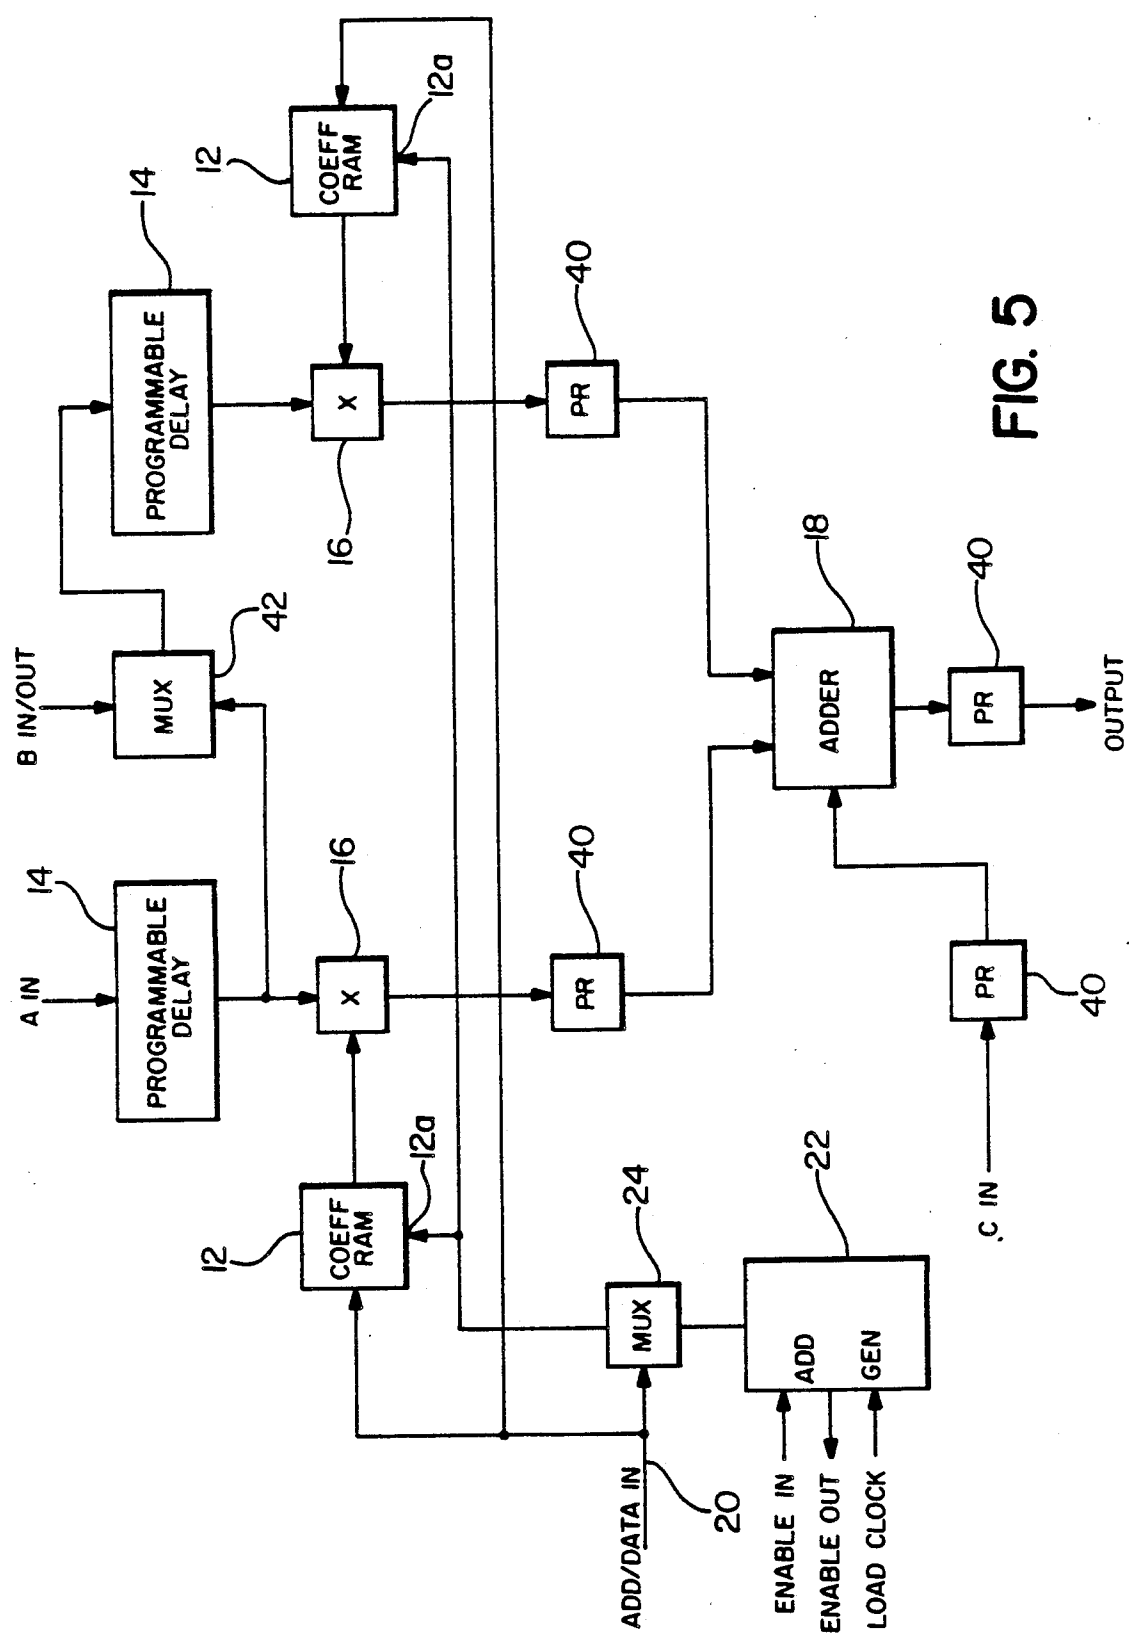 A IN
B IN/OUT
14
PROGRAMMABLE
DELAY
MUX
42
14
PROGRAMMABLE
DELAY
12
COEFF
RAM
12a
X
16
16
X
12
COEFF
RAM
12a
40
PR
40
PR
ADD/DATA IN
20
MUX
24
ENABLE IN
ENABLE OUT
LOAD CLOCK
ADD
GEN
22
ADDER
18
C IN
PR
40
PR
40
OUTPUT
FIG. 5